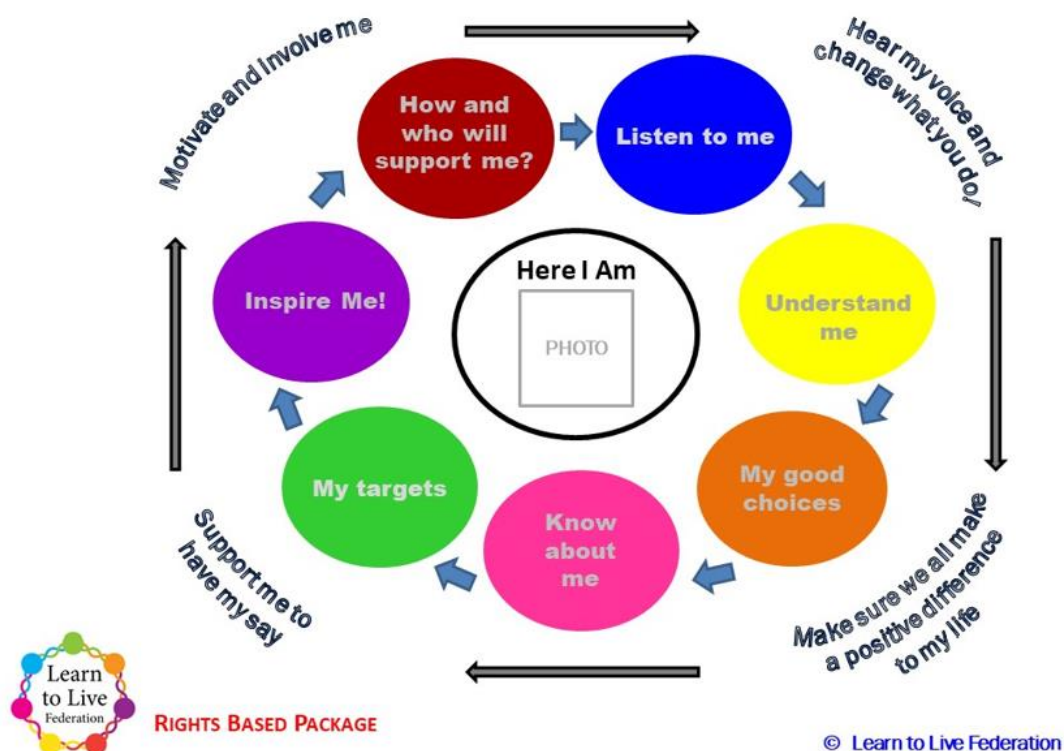 Motivate and involve me
Hear my voice and
change what you do!
How and
who will
support me?
Listen to me
Inspire Me!
Here I Am
PHOTO
Understand
me
My targets
Know
about
me
My good
choices
Support me to
have my say
Make sure we all make
a positive difference
to my life
Learn
to Live
Federation
RIGHTS BASED PACKAGE
© Learn to Live Federation